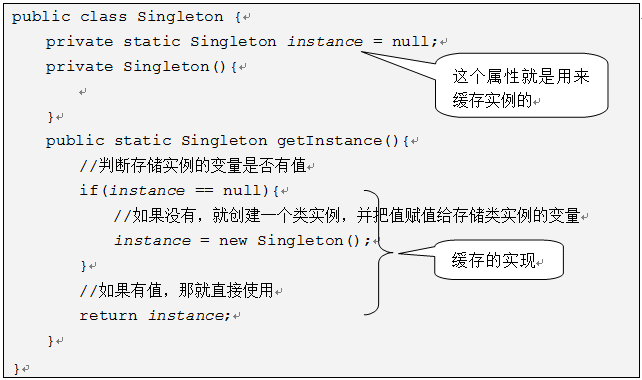 public class Singleton {
private static Singleton instance = null;
private Singleton(){
}
这个属性就是用来
缓存实例的
public static Singleton getInstance(){
//判断存储实例的变量是否有值
if(instance == null){
//如果没有，就创建一个类实例，并把值赋值给存储类实例的变量
instance = new Singleton();
}
缓存的实现
//如果有值，那就直接使用
return instance;
}
}